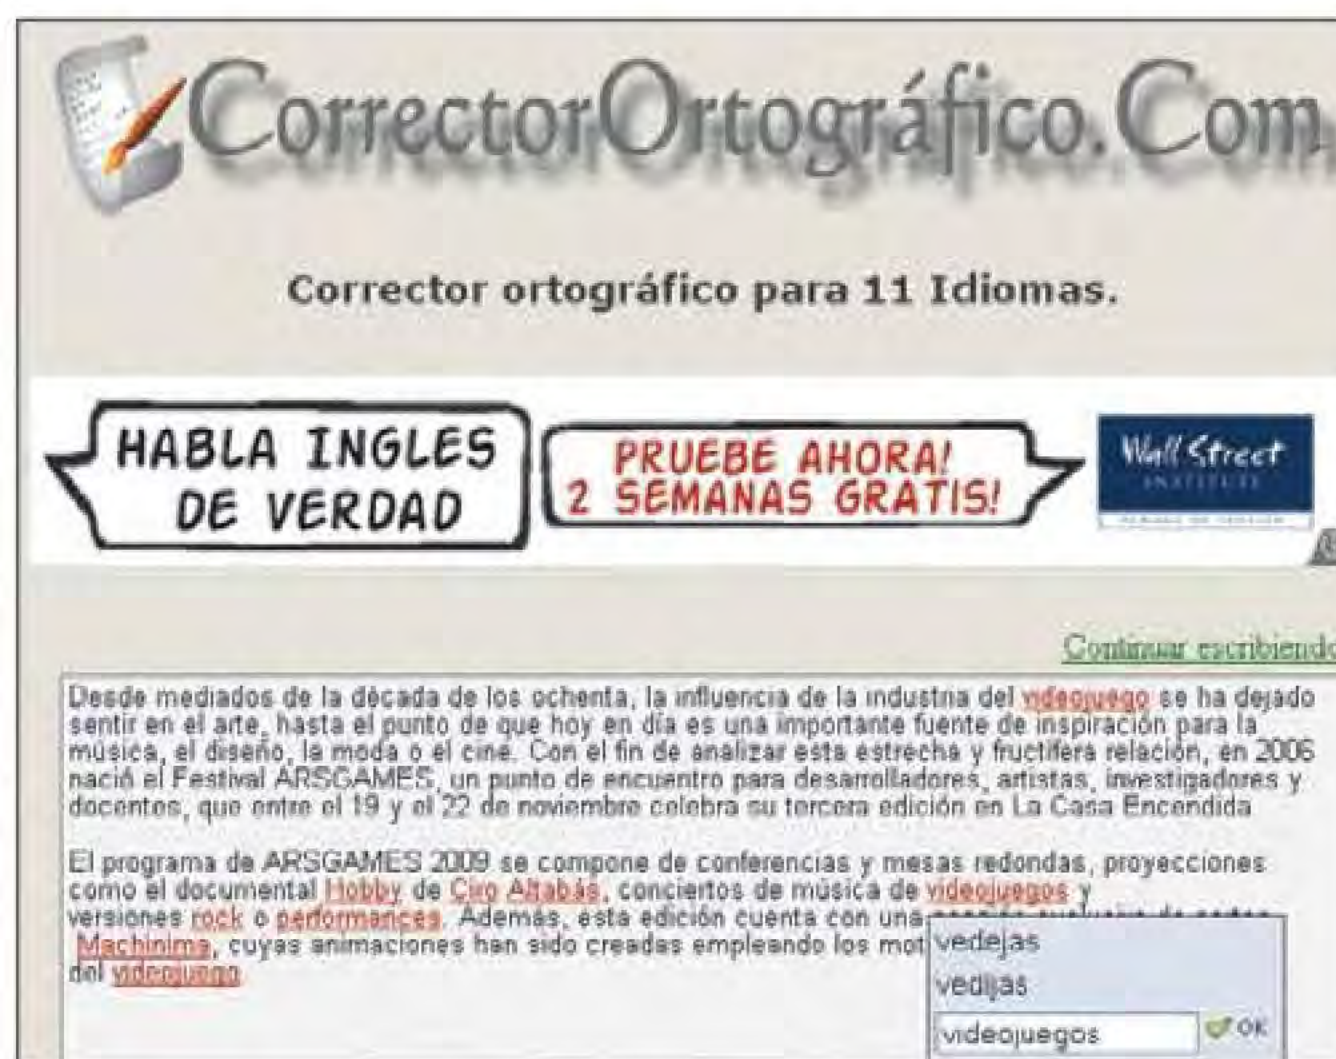 CorrectorOrtográfico.Com
Corrector ortográfico para 11 Idiomas.
HABLA INGLES
DE VERDAD
PRUEBE AHORA!
2 SEMANAS GRATIS!
Wall Street
INSTITUTE
Continuar escribiendo
Desde mediados de la década de los ochenta, la influencia de la industria del videojuego se ha dejado
sentir en el arte, hasta el punto de que hoy en día es una importante fuente de inspiración para la
música, el diseño, la moda o el cine. Con el fin de analizar esta estrecha y fructífera relación, en 2006
nació el Festival ARSGAMES, un punto de encuentro para desarrolladores, artistas, investigadores y
docentes, que entre el 19 y el 22 de noviembre celebra su tercera edición en La Casa Encendida
El programa de ARSGAMES 2009 se compone de conferencias y mesas redondas, proyecciones
como el documental Hobby de Ciro Altabás, conciertos de música de videojuegos y
versiones rock o performances. Además, esta edición cuenta con una
Machinima, cuyas animaciones han sido creadas empleando los mot
del videojuego
vedejas
vedijas
videojuegos OK